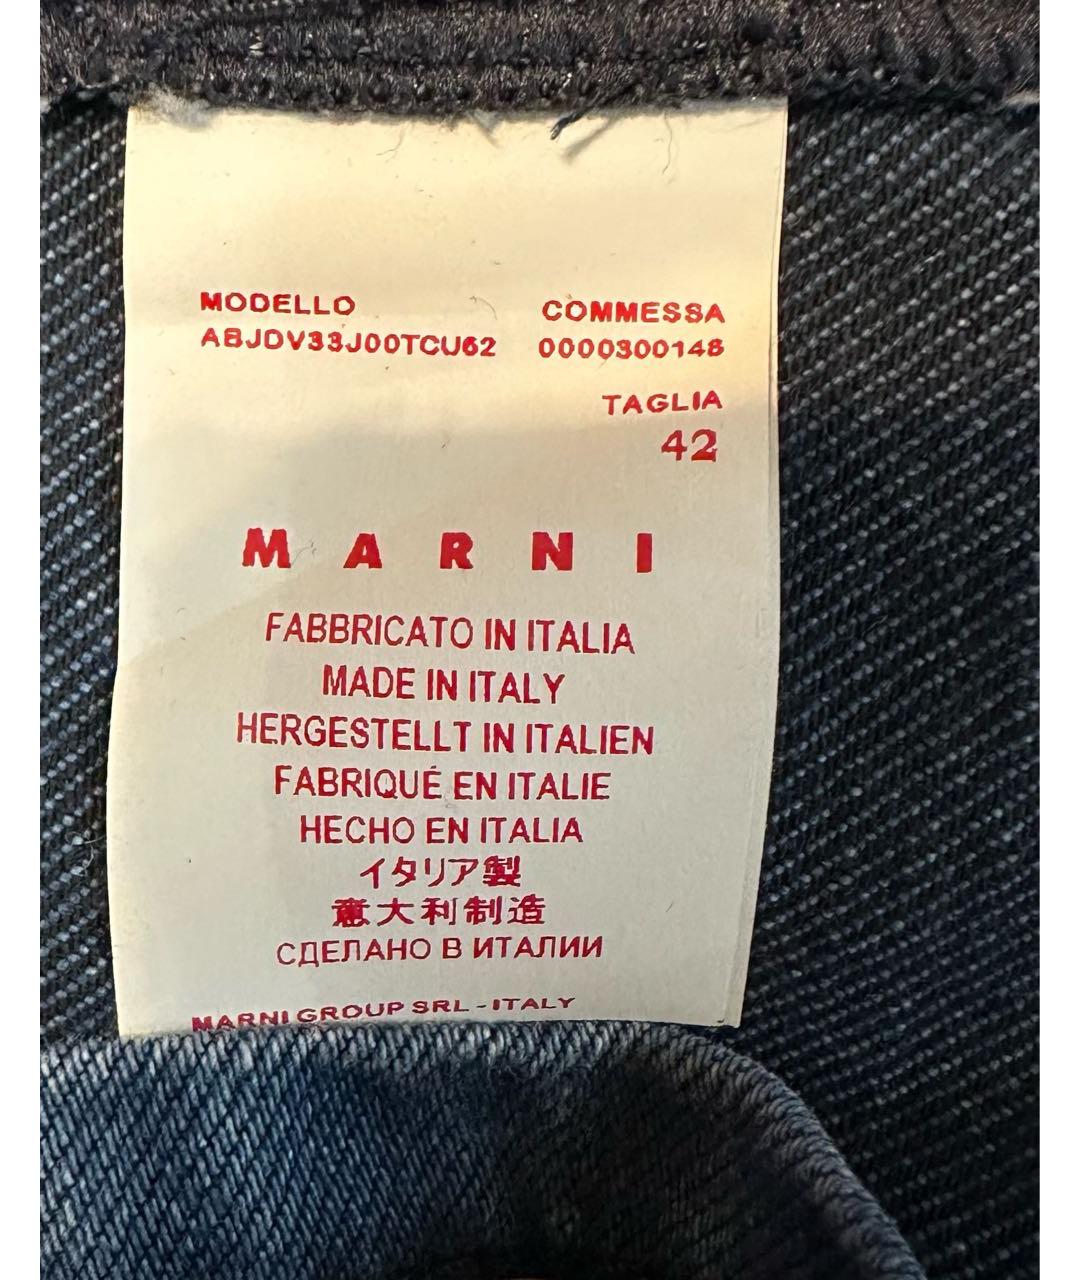 MODELLO COMMESSA
ABJDV33J00TCU62 0000300148
TAGLIA
42
MARNI
FABBRICATO IN ITALIA
MADE IN ITALY
HERGESTELLT IN ITALIEN
FABRIQUÉ EN ITALIE
HECHO EN ITALIA
イタリア製
意大利制造
СДЕЛАНО В ИТАЛИИ
MARNI GROUP SRL - ITALY